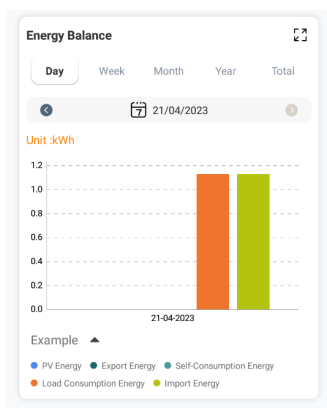 Energy Balance
Day Week Month Year Total
7 21/04/2023
Unit :kWh
1.2
1.0
0.8
0.6
0.4
0.2
0.0
21-04-2023
Example
PV Energy Export Energy Self-Consumption Energy
Load Consumption Energy Import Energy